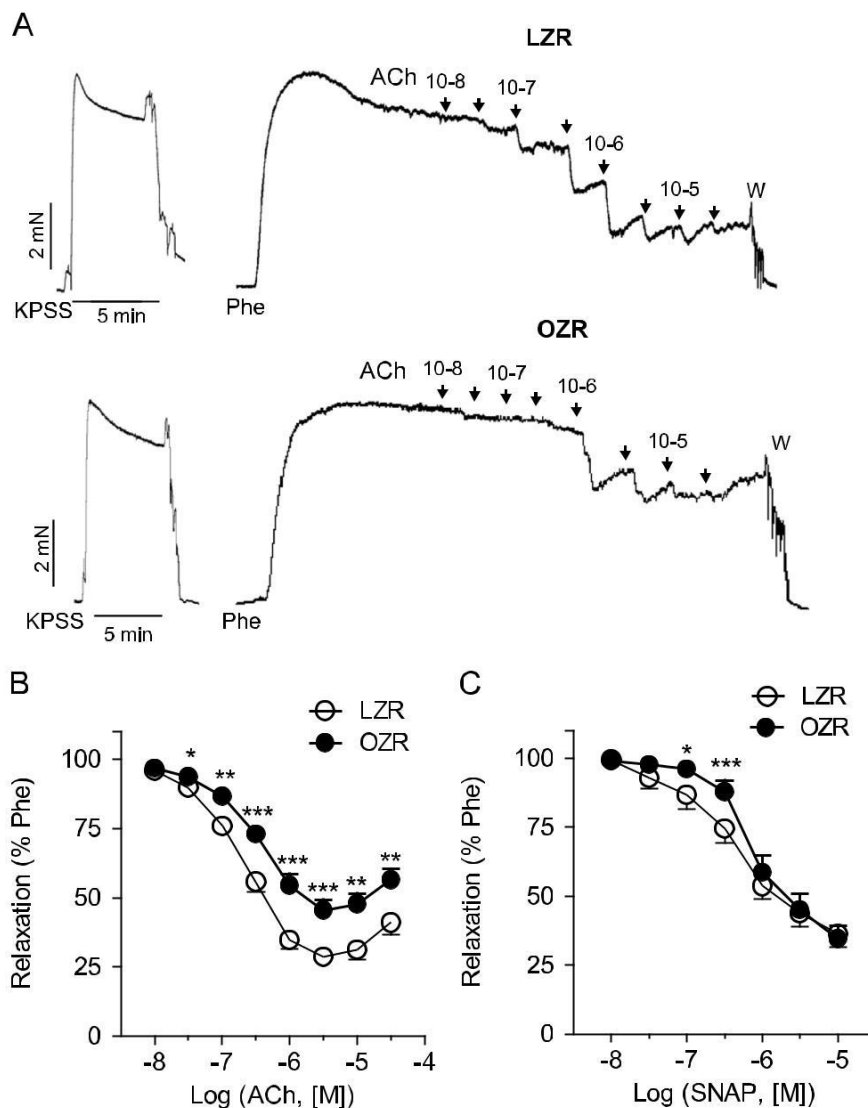 A
LZR
ACh 10-8 10-7
10-6
10-5
W
2 mN
KPSS
5 min
Phe
OZR
ACh 10-8 10-7 10-6
10-5
W
2 mN
KPSS
5 min
Phe
B
LZR
OZR
Relaxation (% Phe)
100
75
50
25
0
* ** *** *** *** ** **
-8 -7 -6 -5 -4
Log (ACh, [M])
C
LZR
OZR
Relaxation (% Phe)
100
75
50
25
0
* ***
-8 -7 -6 -5
Log (SNAP, [M])